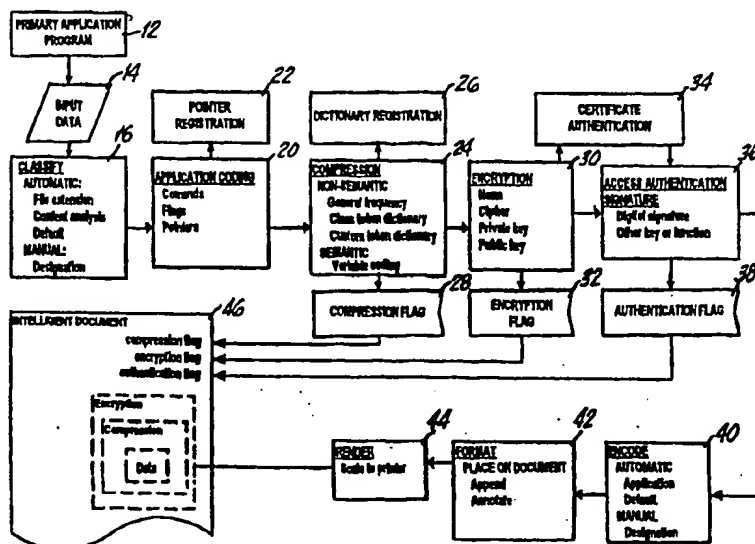 PRIMARY APPLICATION
PROGRAM
12
14
INPUT
DATA
16
CLASSIFY
AUTOMATIC:
File extension
Content analysis
Default
MANUAL:
Designation
22
POINTER
REGISTRATION
20
APPLICATION CODING
Commands
Flags
Pointers
26
DICTIONARY REGISTRATION
24
COMPRESSION
NON-SEMANTIC
General frequency
Class token dictionary
Custom token dictionary
SEMANTIC
Variable coding
30
ENCRYPTION
None
Cipher
Private key
Public key
34
CERTIFICATE
AUTHENTICATION
36
ACCESS AUTHENTICATION
SIGNATURE
Digital signature
Other key or function
28
COMPRESSION FLAG
32
ENCRYPTION
FLAG
38
AUTHENTICATION FLAG
46
INTELLIGENT DOCUMENT
compression flag
encryption flag
authentication flag
Encryption
Compression
Data
44
RENDER
Scale to printer
42
FORMAT
PLACE ON DOCUMENT
Append
Annotate
40
ENCODE
AUTOMATIC
Application
Default
MANUAL
Designation